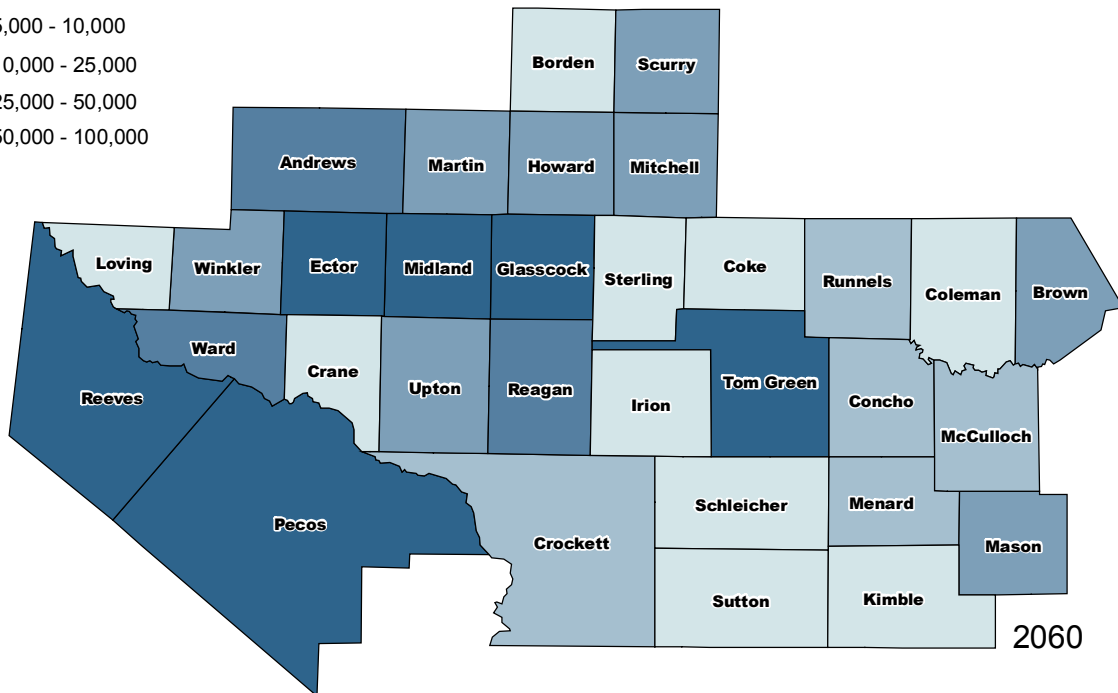 5,000 - 10,000
10,000 - 25,000
25,000 - 50,000
50,000 - 100,000
Borden
Scurry
Andrews
Martin
Howard
Mitchell
Loving
Winkler
Ector
Midland
Glasscock
Sterling
Coke
Runnels
Coleman
Brown
Ward
Crane
Upton
Reagan
Irion
Tom Green
Concho
McCulloch
Reeves
Pecos
Crockett
Schleicher
Menard
Mason
Sutton
Kimble
2060